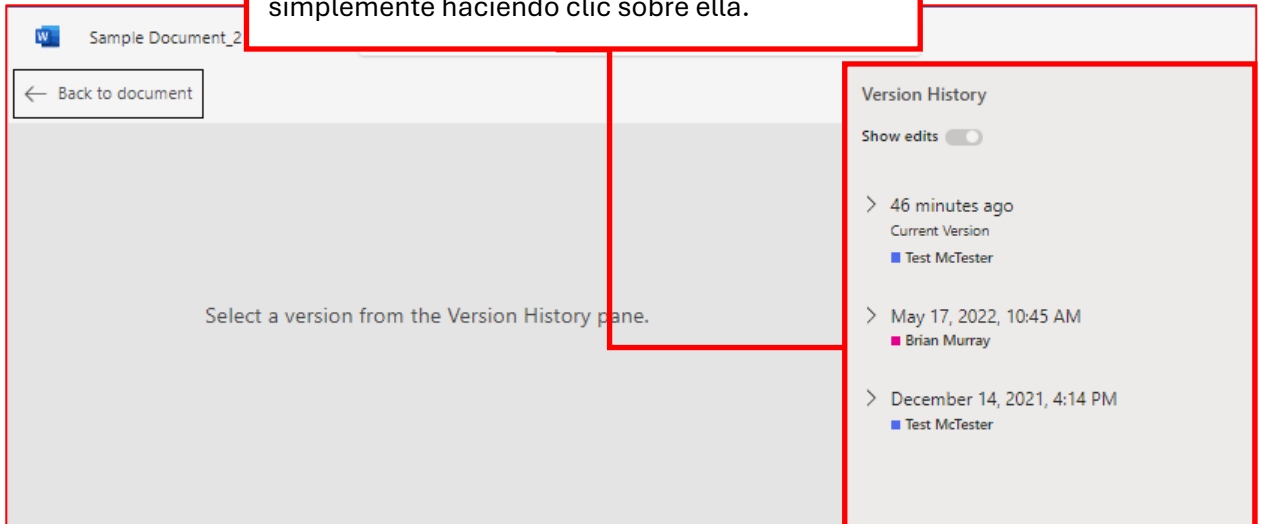 simplemente haciendo clic sobre ella.
Sample Document_2
Back to document
Select a version from the Version History pane.
Version History
Show edits
46 minutes ago
Current Version
Test McTester
May 17, 2022, 10:45 AM
Brian Murray
December 14, 2021, 4:14 PM
Test McTester